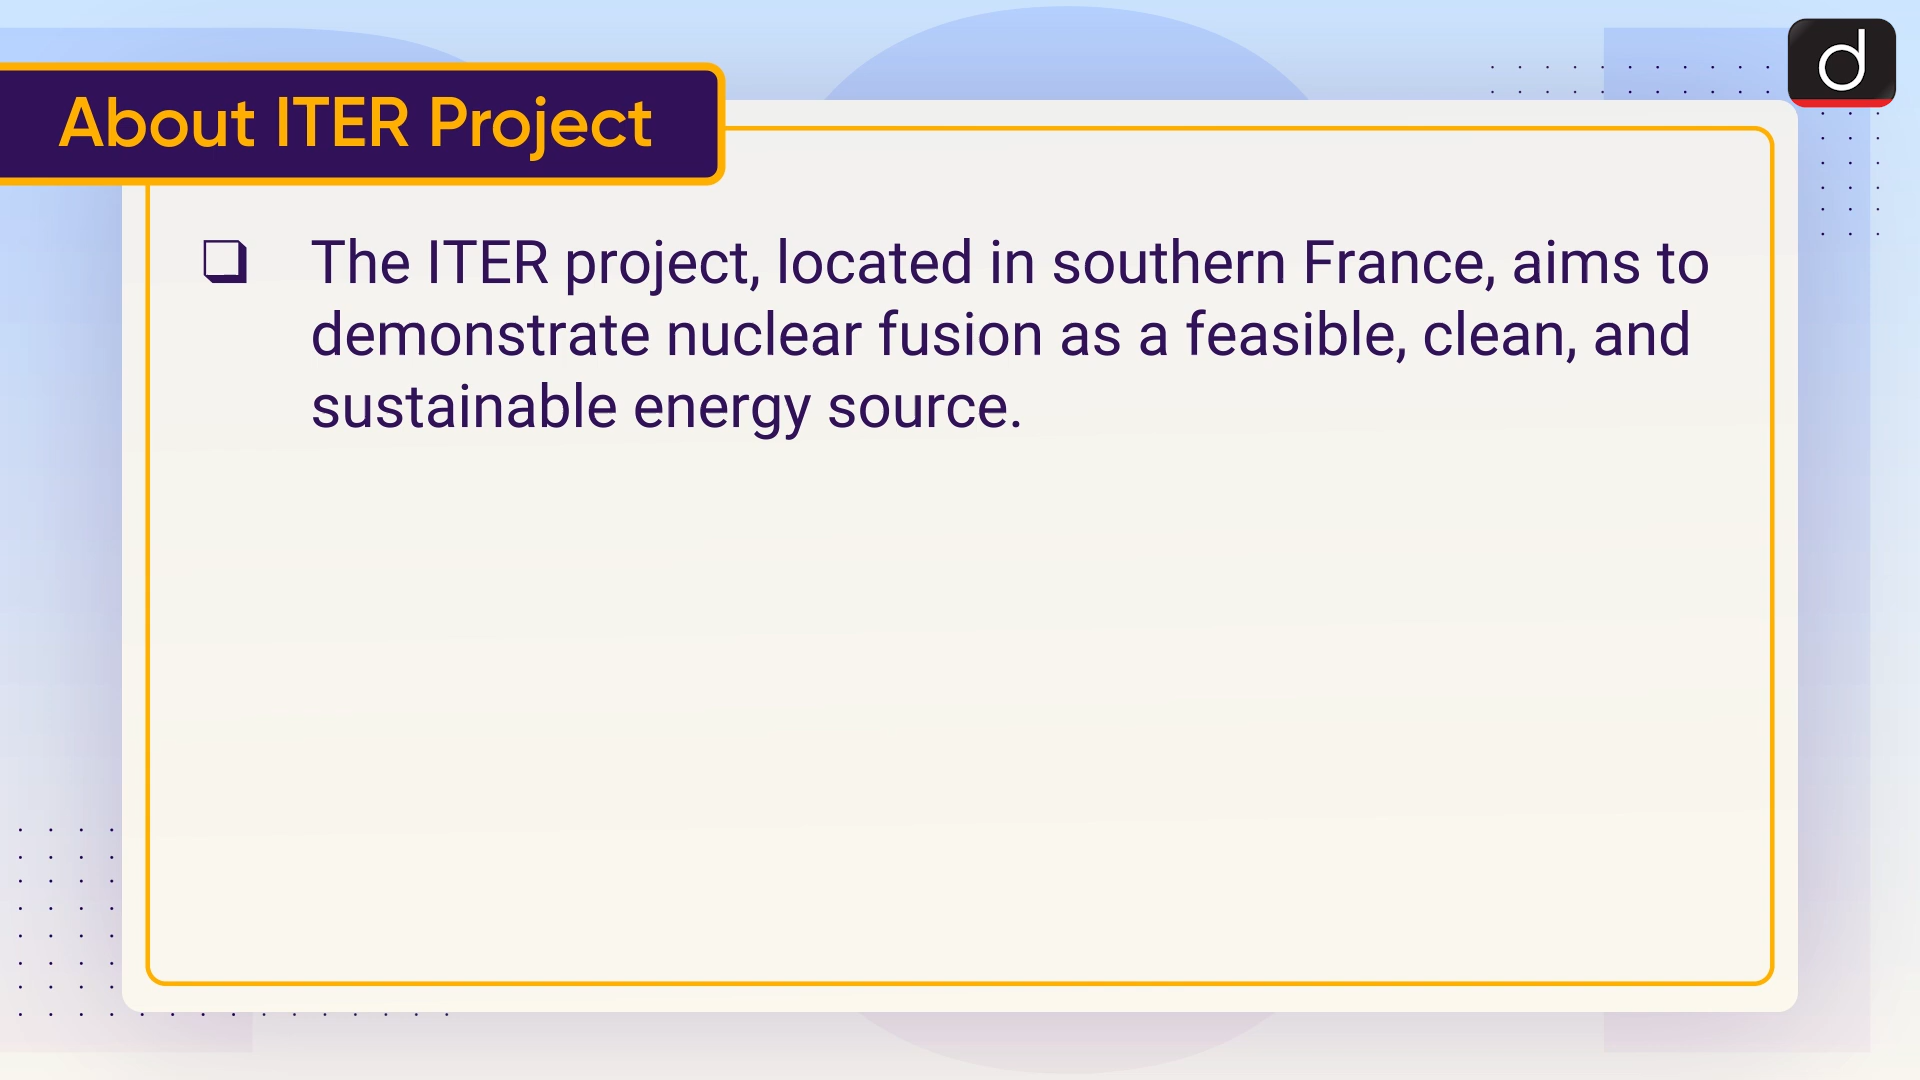 d
About ITER Project
❑ The ITER project, located in southern France, aims to
demonstrate nuclear fusion as a feasible, clean, and
sustainable energy source.